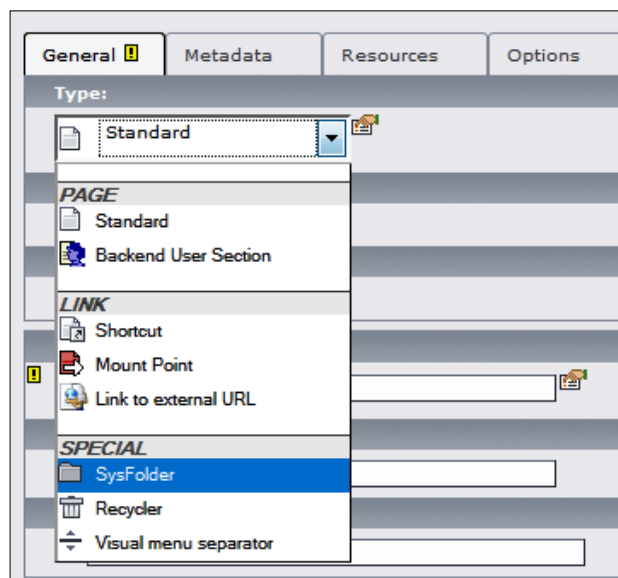 General !
Metadata
Resources
Options
Type:
Standard
PAGE
Standard
Backend User Section
LINK
Shortcut
Mount Point
Link to external URL
SPECIAL
SysFolder
Recycler
Visual menu separator